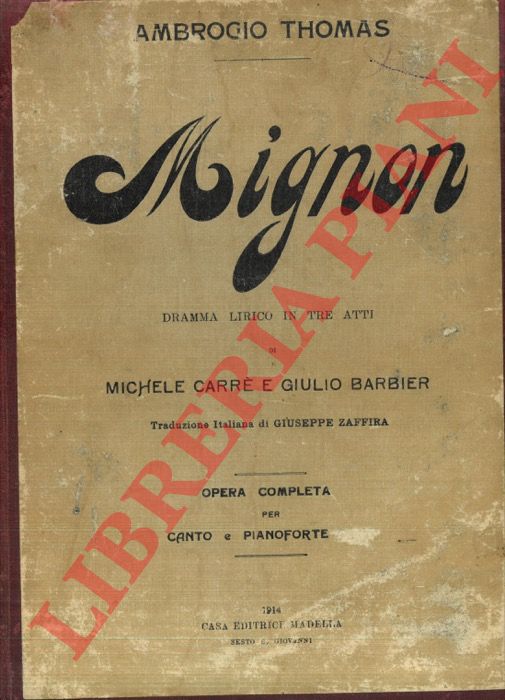 AMBROGIO THOMAS
Mignon
DRAMMA LIRICO IN TRE ATTI
DI
MICHELE CARRÈ E GIULIO BARBIER
Traduzione Italiana di GIUSEPPE ZAFFIRA
OPERA COMPLETA
PER
CANTO e PIANOFORTE
1914
CASA EDITRICE MADELLA
SESTO S. GIOVANNI
LIBRERIA PIANI